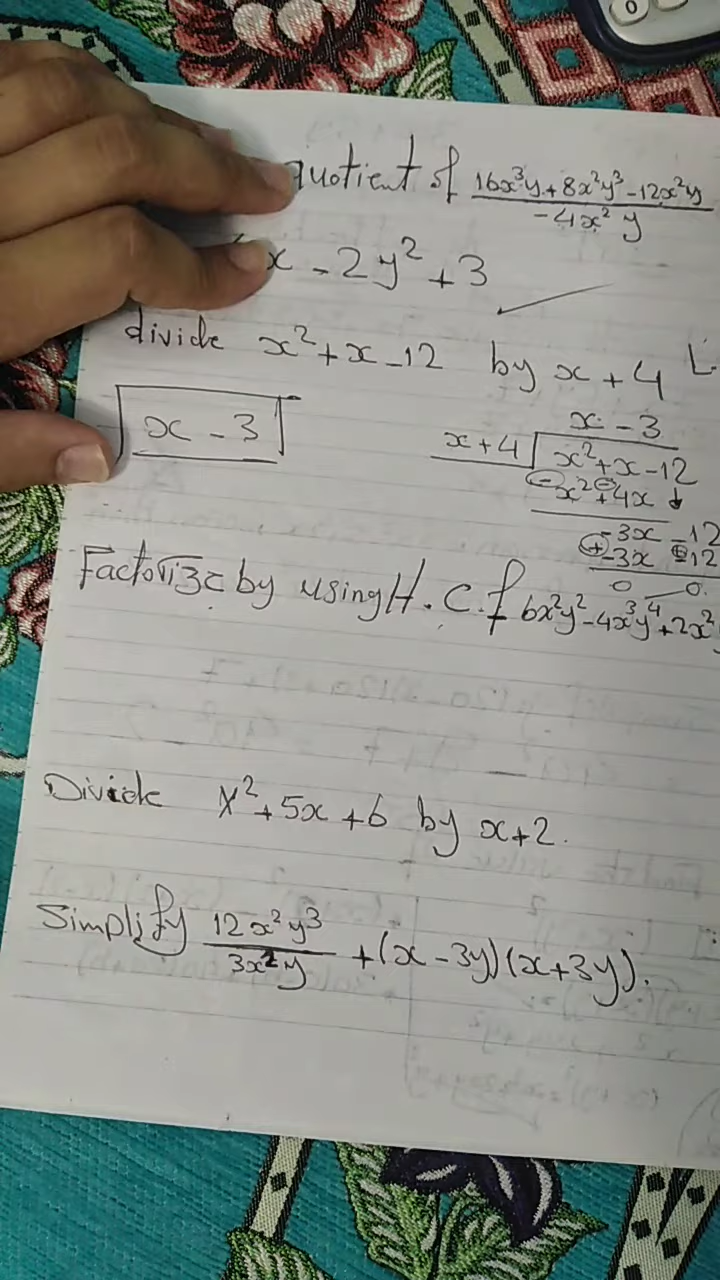 quotient of 16x³y+8x²y³-12x²y / -4x² y
x - 2y² + 3
divide x²+x-12 by x+4
x - 3
x - 3
x+4 x²+x-12
x²+4x
-3x -12
-3x -12
0 0
Factorize by using H.C.f 6x²y²-4x³y⁴+2x²
Divide x²+5x+6 by x+2.
Simplify 12x²y³ / 3x²y +(x-3y)(x+3y).